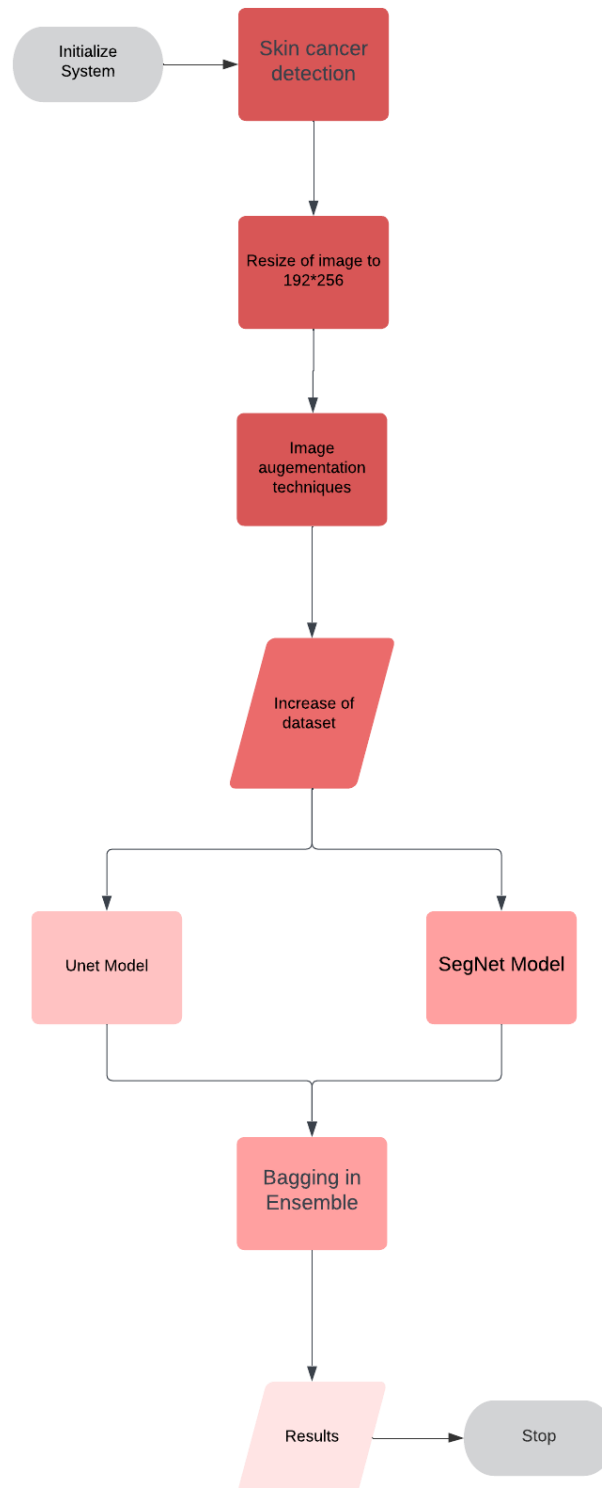 Initialize
System
Skin cancer
detection
Resize of image to
192*256
Image
augementation
techniques
Increase of
dataset
Unet Model
SegNet Model
Bagging in
Ensemble
Results
Stop